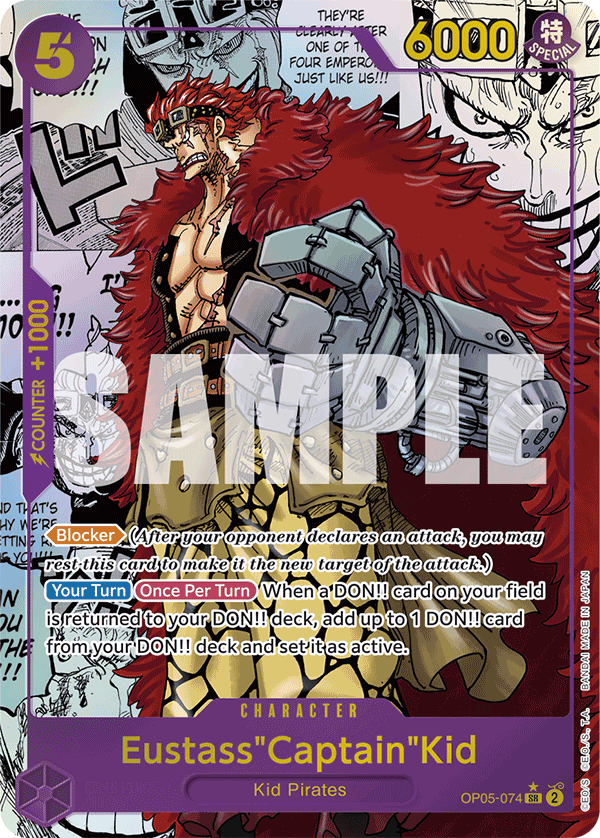 5
THEY'RE
CLEARLY AFTER
ONE OF THE
FOUR EMPERORS
JUST LIKE US!!!
6000
特
SPECIAL
COUNTER +1000
SAMPLE
Blocker (After your opponent declares an attack, you may
rest this card to make it the new target of the attack.)
Your Turn Once Per Turn When a DON!! card on your field
is returned to your DON!! deck, add up to 1 DON!! card
from your DON!! deck and set it as active.
CHARACTER
Eustass"Captain"Kid
Kid Pirates
OP05-074 SR 2
©E.O/S ©E.O./S., T.A. BANDAI MADE IN JAPAN